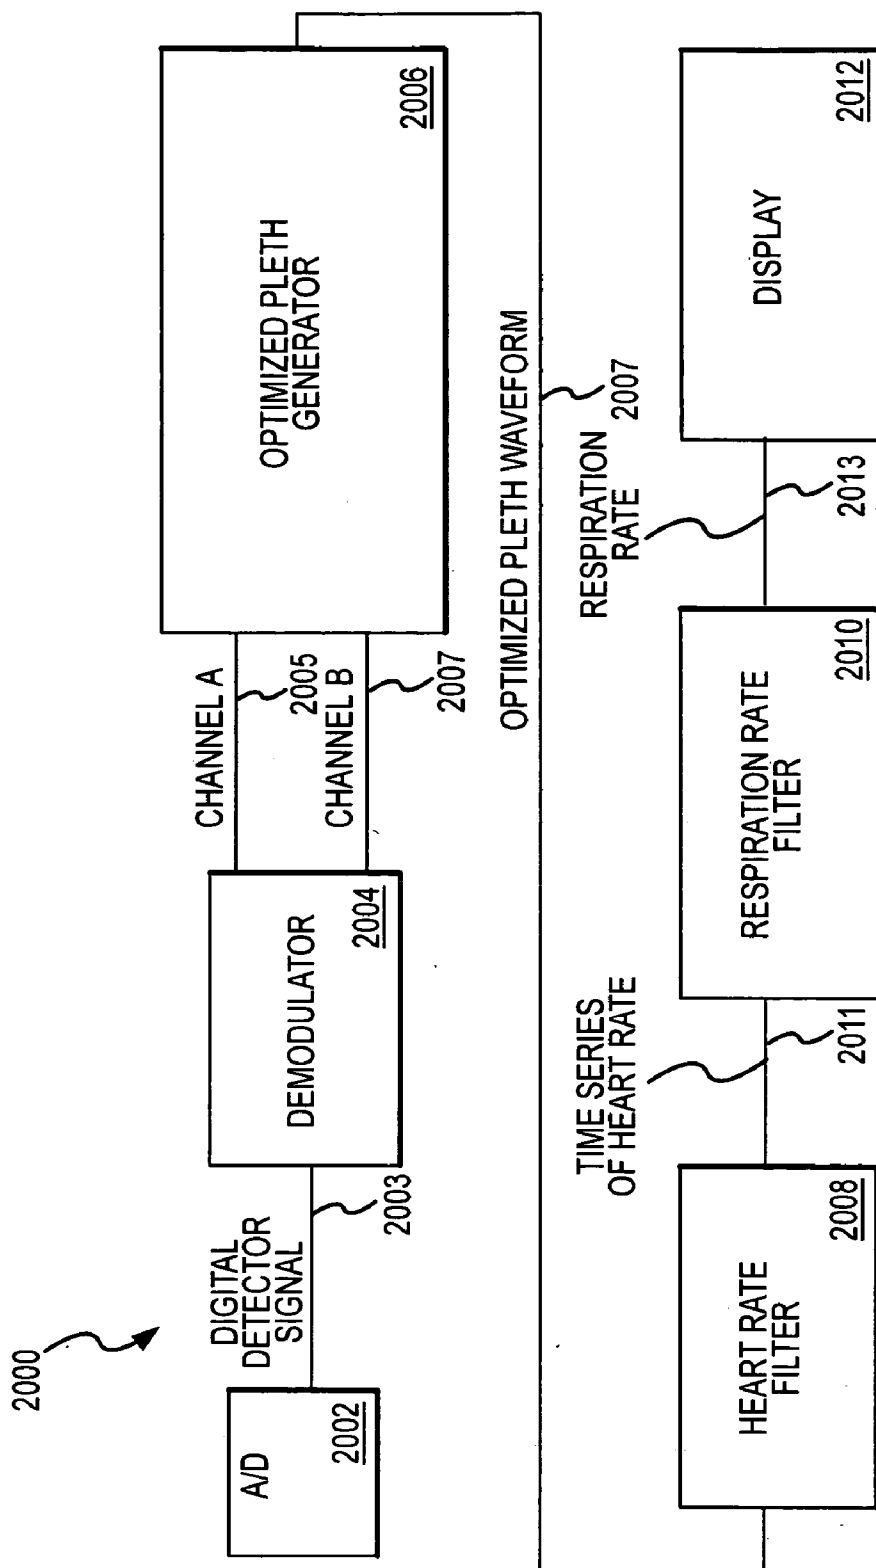 2000
A/D
2002
DIGITAL
DETECTOR
SIGNAL
2003
DEMODULATOR
2004
CHANNEL A
2005
CHANNEL B
2007
OPTIMIZED PLETH
GENERATOR
2006
OPTIMIZED PLETH WAVEFORM
2007
HEART RATE
FILTER
2008
TIME SERIES
OF HEART RATE
2011
RESPIRATION RATE
FILTER
2010
RESPIRATION
RATE
2013
DISPLAY
2012